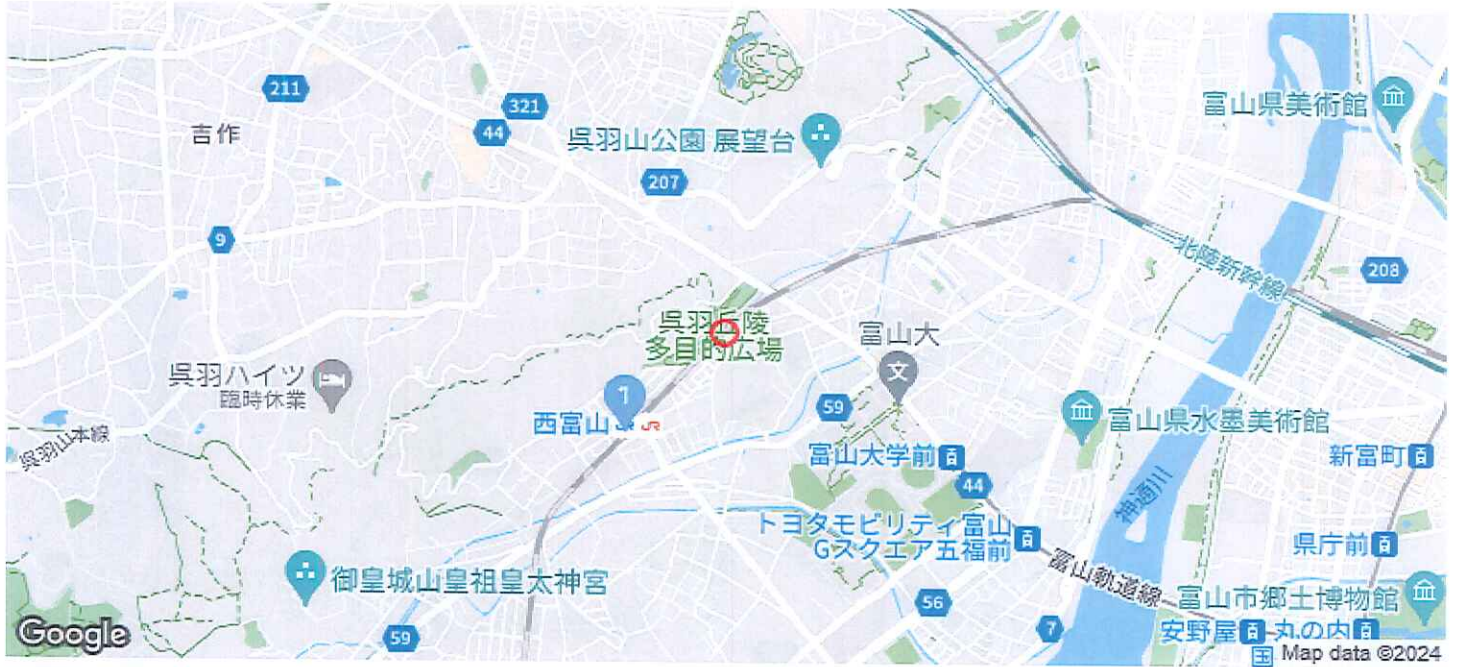 211
321
44
吉作
呉羽山公園 展望台
富山県美術館
207
9
北陸新幹線
208
呉羽丘陵
多目的広場
富山大
文
呉羽ハイツ
臨時休業
1
西富山
JR
59
富山県水墨美術館
呉羽山本線
富山大学前
新富町
44
神通川
トヨタモビリティ富山
Gスクエア五福前
県庁前
富山軌道線
御皇城山皇祖皇太神宮
56
富山市郷土博物館
59
7
安野屋
丸の内
Google
Map data ©2024